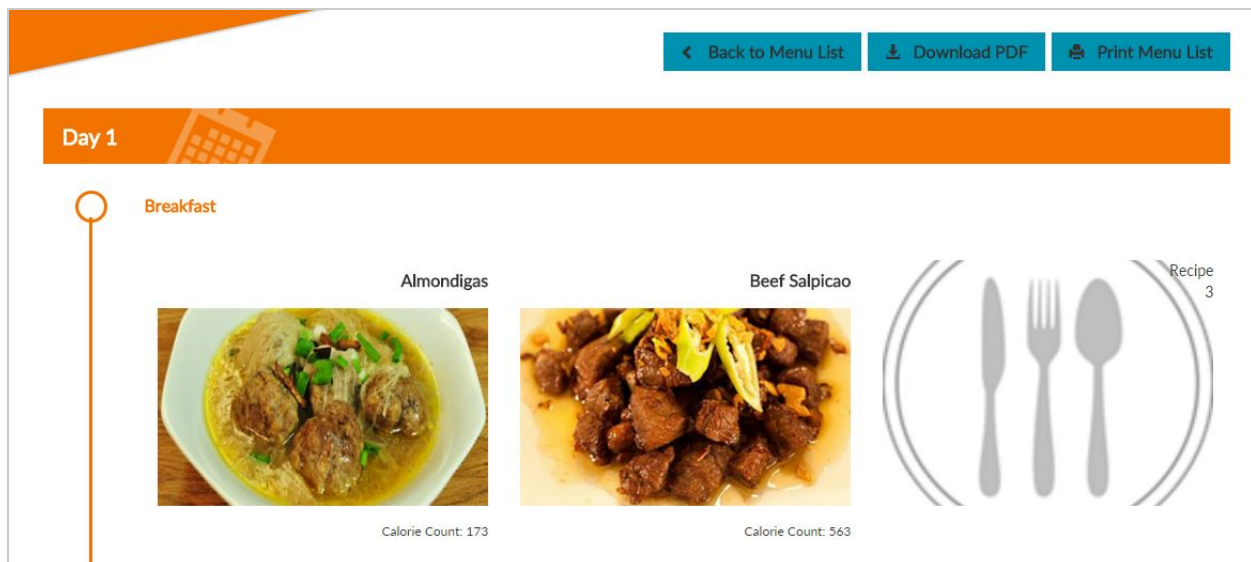 Back to Menu List
Download PDF
Print Menu List
Day 1
Breakfast
Almondigas
Beef Salpicao
Recipe
3
Calorie Count: 173
Calorie Count: 563